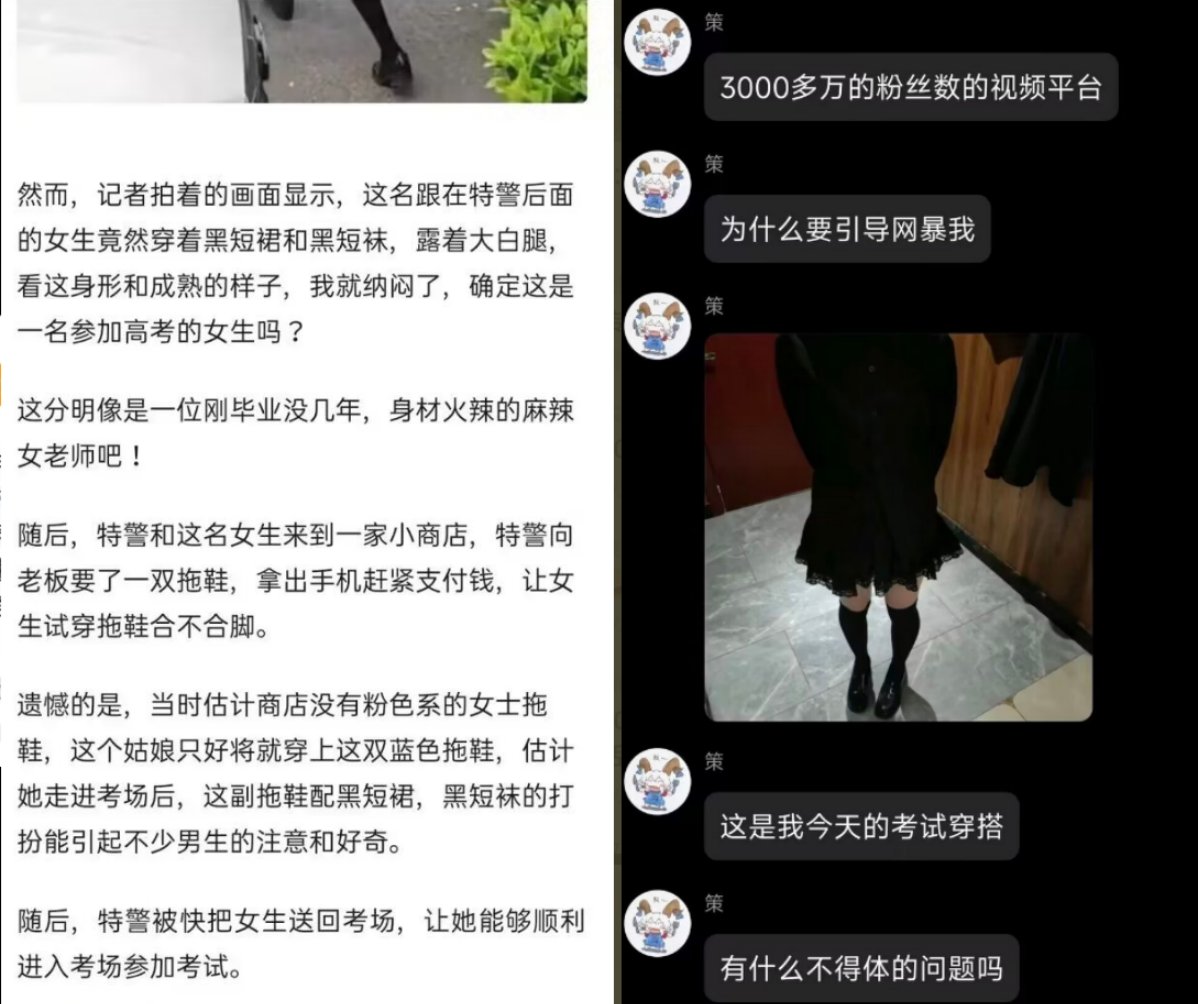 然而，记者拍着的画面显示，这名跟在特警后面
的女生竟然穿着黑短裙和黑短袜，露着大白腿，
看这身形和成熟的样子，我就纳闷了，确定这是
一名参加高考的女生吗？
这分明像是一位刚毕业没几年，身材火辣的麻辣
女老师吧！
随后，特警和这名女生来到一家小商店，特警向
老板要了一双拖鞋，拿出手机赶紧支付钱，让女
生试穿拖鞋合不合脚。
遗憾的是，当时估计商店没有粉色系的女士拖
鞋，这个姑娘只好将就穿上这双蓝色拖鞋，估计
她走进考场后，这副拖鞋配黑短裙，黑短袜的打
扮能引起不少男生的注意和好奇。
随后，特警被快把女生送回考场，让她能够顺利
进入考场参加考试。
策
3000多万的粉丝数的视频平台
策
为什么要引导网暴我
策
策
这是我今天的考试穿搭
策
有什么不得体的问题吗